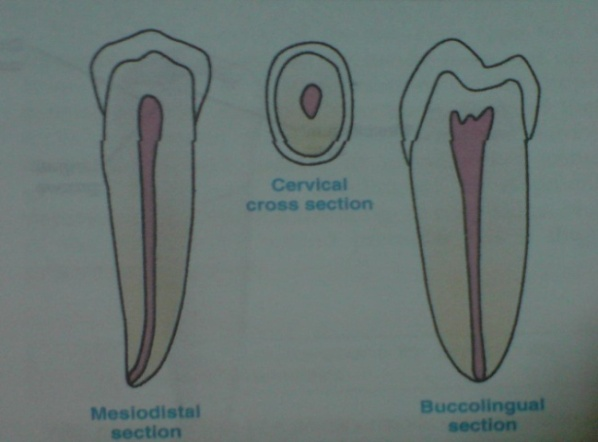 Cervical
cross section
Mesiodistal
section
Buccolingual
section